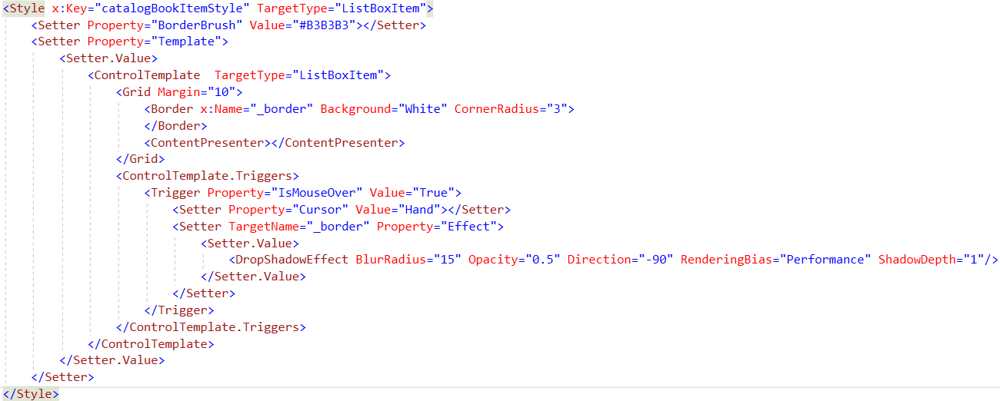 <Style x:Key="catalogBookItemStyle" TargetType="ListBoxItem">
    <Setter Property="BorderBrush" Value="#B3B3B3"></Setter>
    <Setter Property="Template">
        <Setter.Value>
            <ControlTemplate  TargetType="ListBoxItem">
                <Grid Margin="10">
                    <Border x:Name="_border" Background="White" CornerRadius="3">
                    </Border>
                    <ContentPresenter></ContentPresenter>
                </Grid>
                <ControlTemplate.Triggers>
                    <Trigger Property="IsMouseOver" Value="True">
                        <Setter Property="Cursor" Value="Hand"></Setter>
                        <Setter TargetName="_border" Property="Effect">
                            <Setter.Value>
                                <DropShadowEffect BlurRadius="15" Opacity="0.5" Direction="-90" RenderingBias="Performance" ShadowDepth="1"/>
                            </Setter.Value>
                        </Setter>
                    </Trigger>
                </ControlTemplate.Triggers>
            </ControlTemplate>
        </Setter.Value>
    </Setter>
</Style>